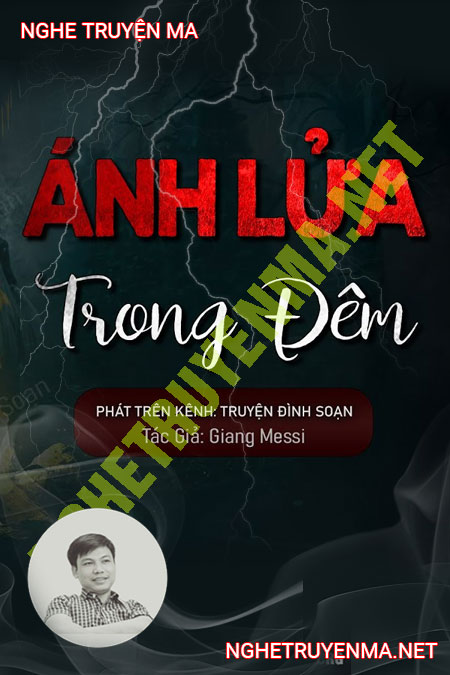 NGHE TRUYỆN MA
ÁNH LỬA
Trong Đêm
PHÁT TRÊN KÊNH: TRUYỆN ĐÌNH SOẠN
Tác Giả: Giang Messi
NGHETRUYENMA.NET
Soạn
NGHETRUYENMA.NET